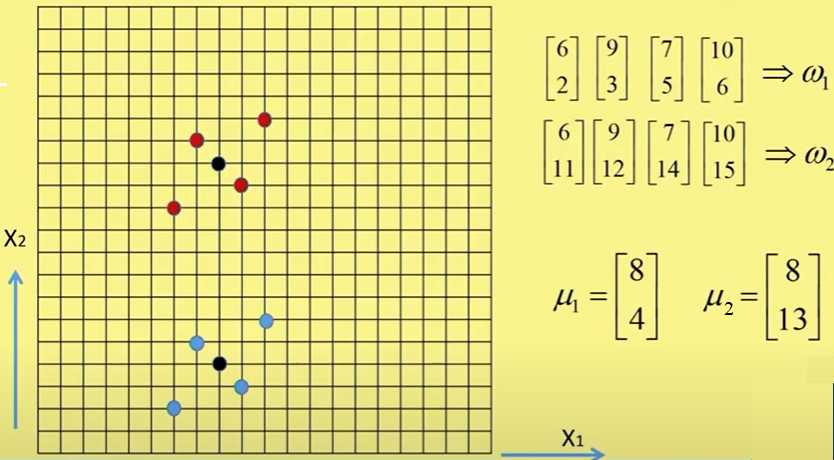 [6 2] [9 3] [7 5] [10 6] ⇒ ω₁
[6 11] [9 12] [7 14] [10 15] ⇒ ω₂
X₂
μ₁ = [8 4] μ₂ = [8 13]
X₁